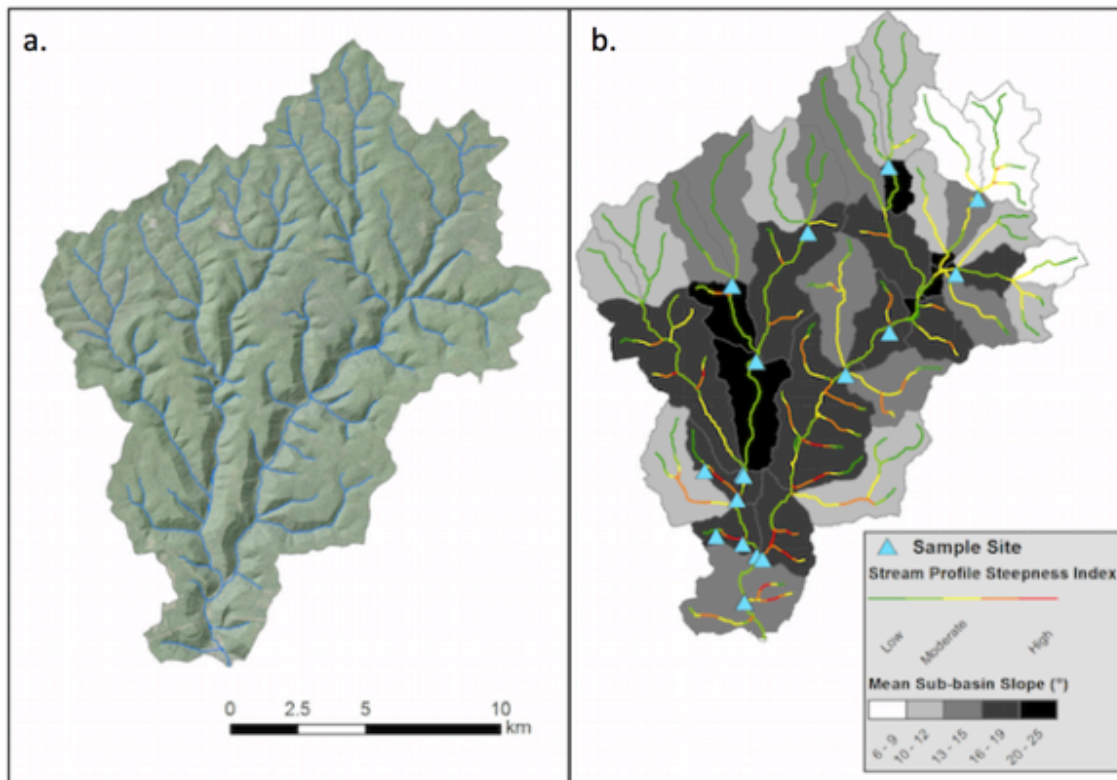 a.
0 2.5 5 10
km
b.
Sample Site
Stream Profile Steepness Index
Low
Moderate
High
Mean Sub-basin Slope (°)
6 - 9
10 - 12
13 - 15
16 - 19
20 - 25